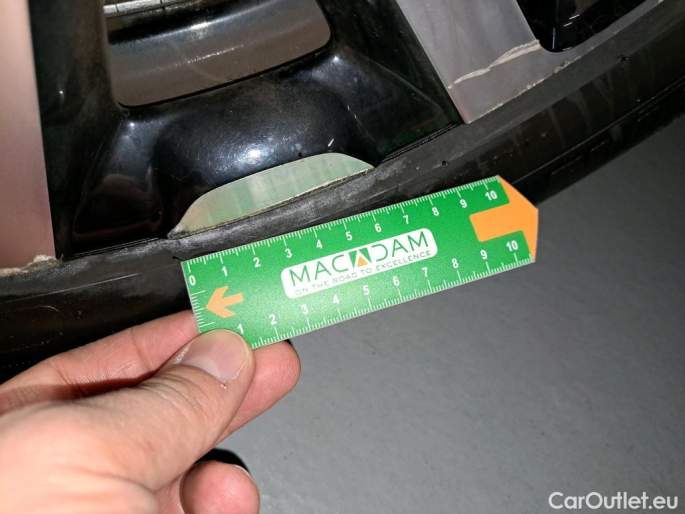 0 1 2 3 4 5 6 7 8 9 10
MACADAM
ON THE ROAD TO EXCELLENCE
1 2 3 4 5 6 7 8 9 10
CarOutlet.eu